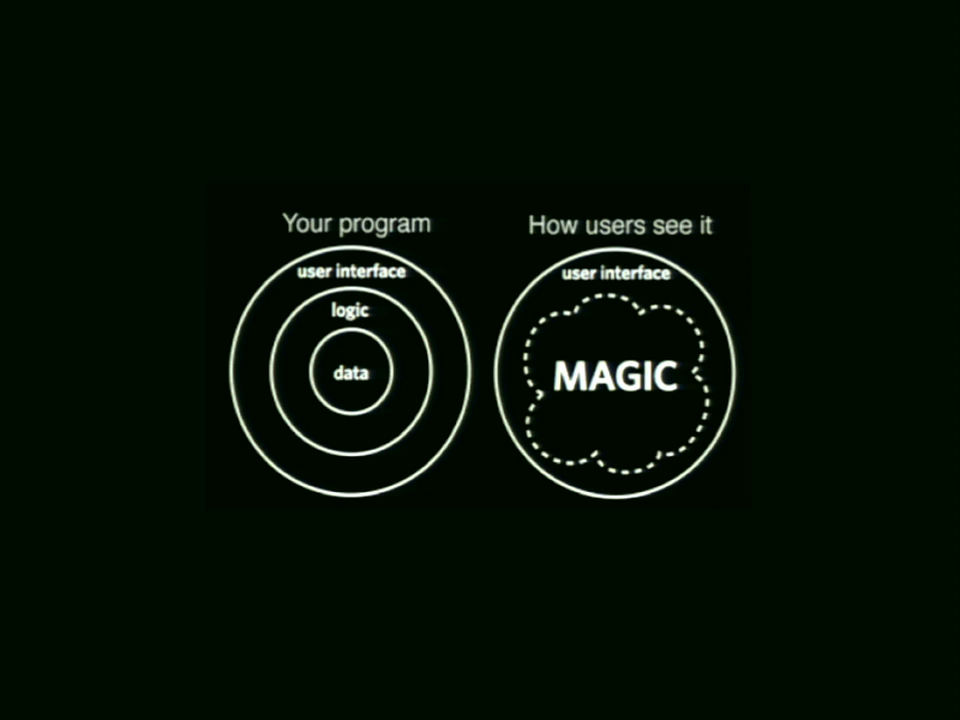 Your program
user interface
logic
data
How users see it
user interface
MAGIC